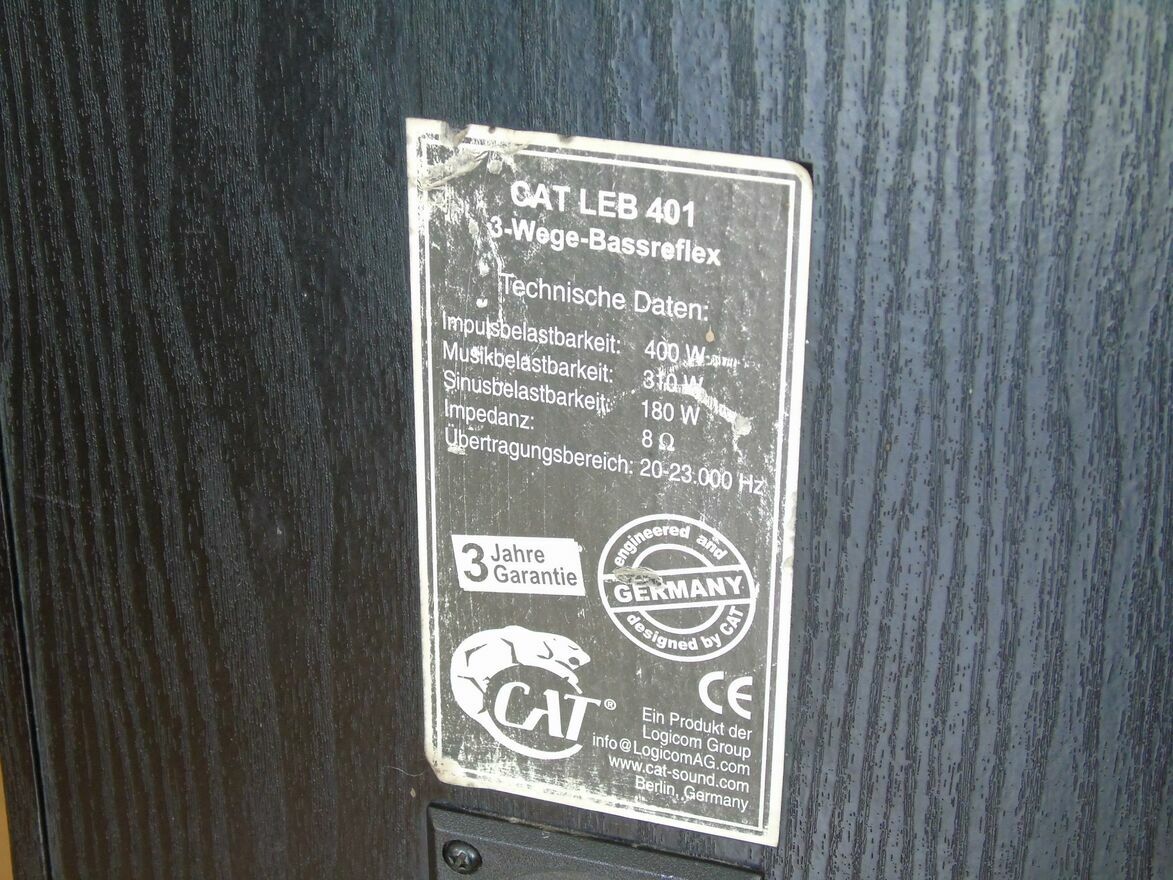 CAT LEB 401
3-Wege-Bassreflex
Technische Daten:
Impulsbelastbarkeit: 400 W
Musikbelastbarkeit: 310 W
Sinusbelastbarkeit: 180 W
Impedanz: 8 Ω
Übertragungsbereich: 20-23.000 Hz
3 Jahre
Garantie
engineered and
GERMANY
designed by CAT
CAT®
CE
Ein Produkt der
Logicom Group
info@LogicomAG.com
www.cat-sound.com
Berlin, Germany